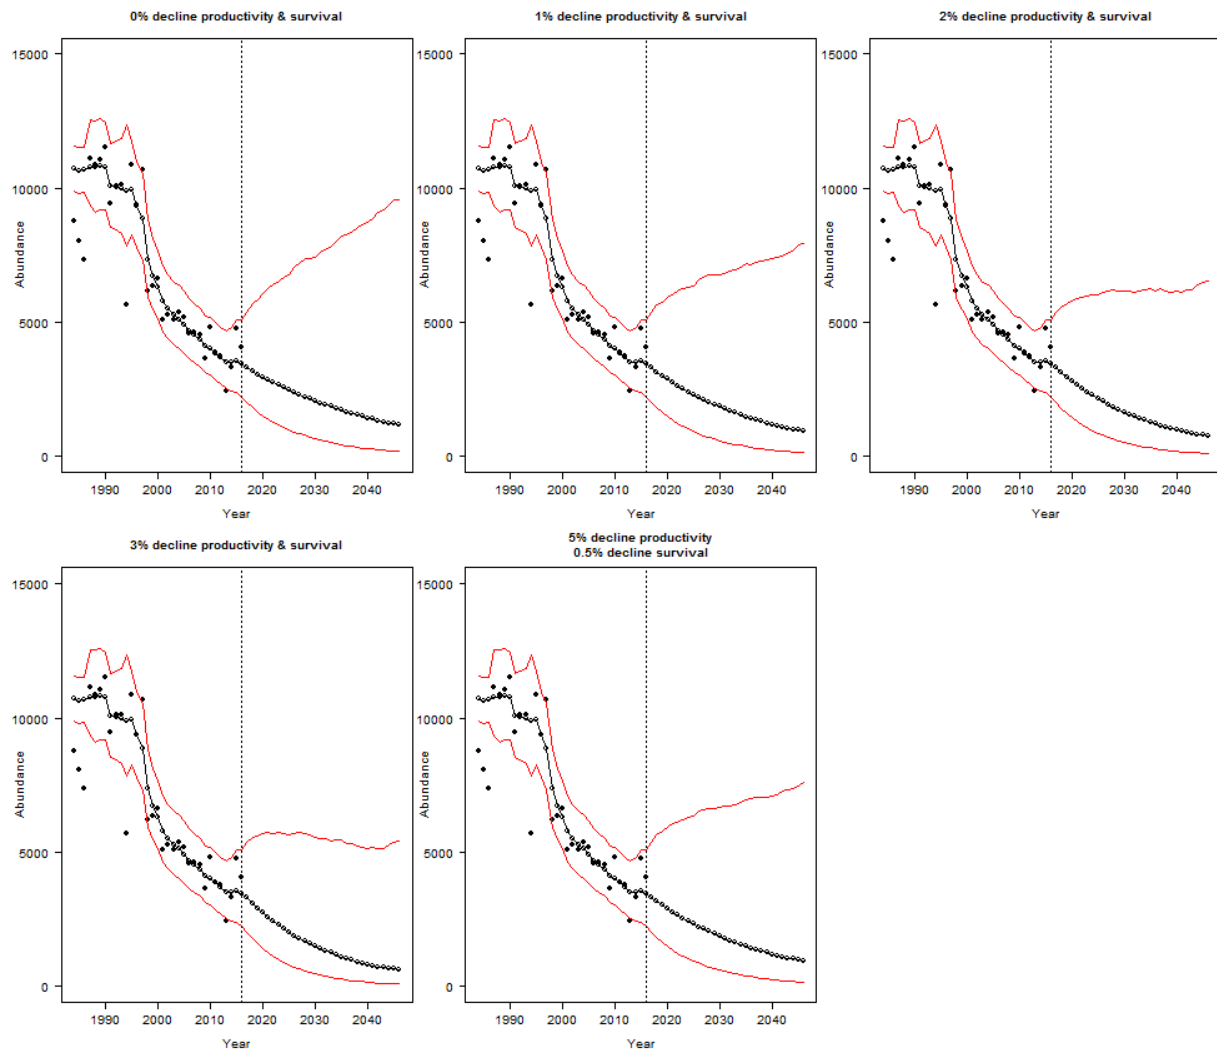 0% decline productivity & survival
15000
10000
5000
0
Abundance
1990 2000 2010 2020 2030 2040
Year
1% decline productivity & survival
15000
10000
5000
0
Abundance
1990 2000 2010 2020 2030 2040
Year
2% decline productivity & survival
15000
10000
5000
0
Abundance
1990 2000 2010 2020 2030 2040
Year
3% decline productivity & survival
15000
10000
5000
0
Abundance
1990 2000 2010 2020 2030 2040
Year
5% decline productivity
0.5% decline survival
15000
10000
5000
0
Abundance
1990 2000 2010 2020 2030 2040
Year